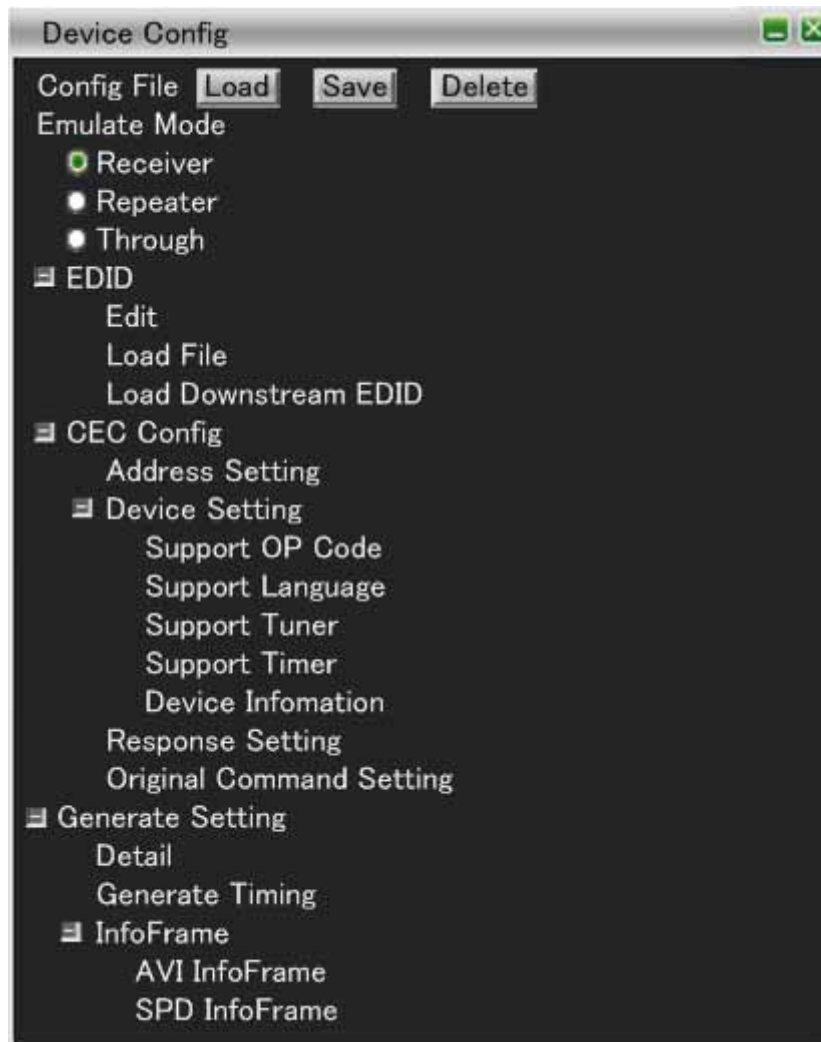 Device Config
Config File Load Save Delete
Emulate Mode
Receiver
Repeater
Through
EDID
Edit
Load File
Load Downstream EDID
CEC Config
Address Setting
Device Setting
Support OP Code
Support Language
Support Tuner
Support Timer
Device Infomation
Response Setting
Original Command Setting
Generate Setting
Detail
Generate Timing
InfoFrame
AVI InfoFrame
SPD InfoFrame